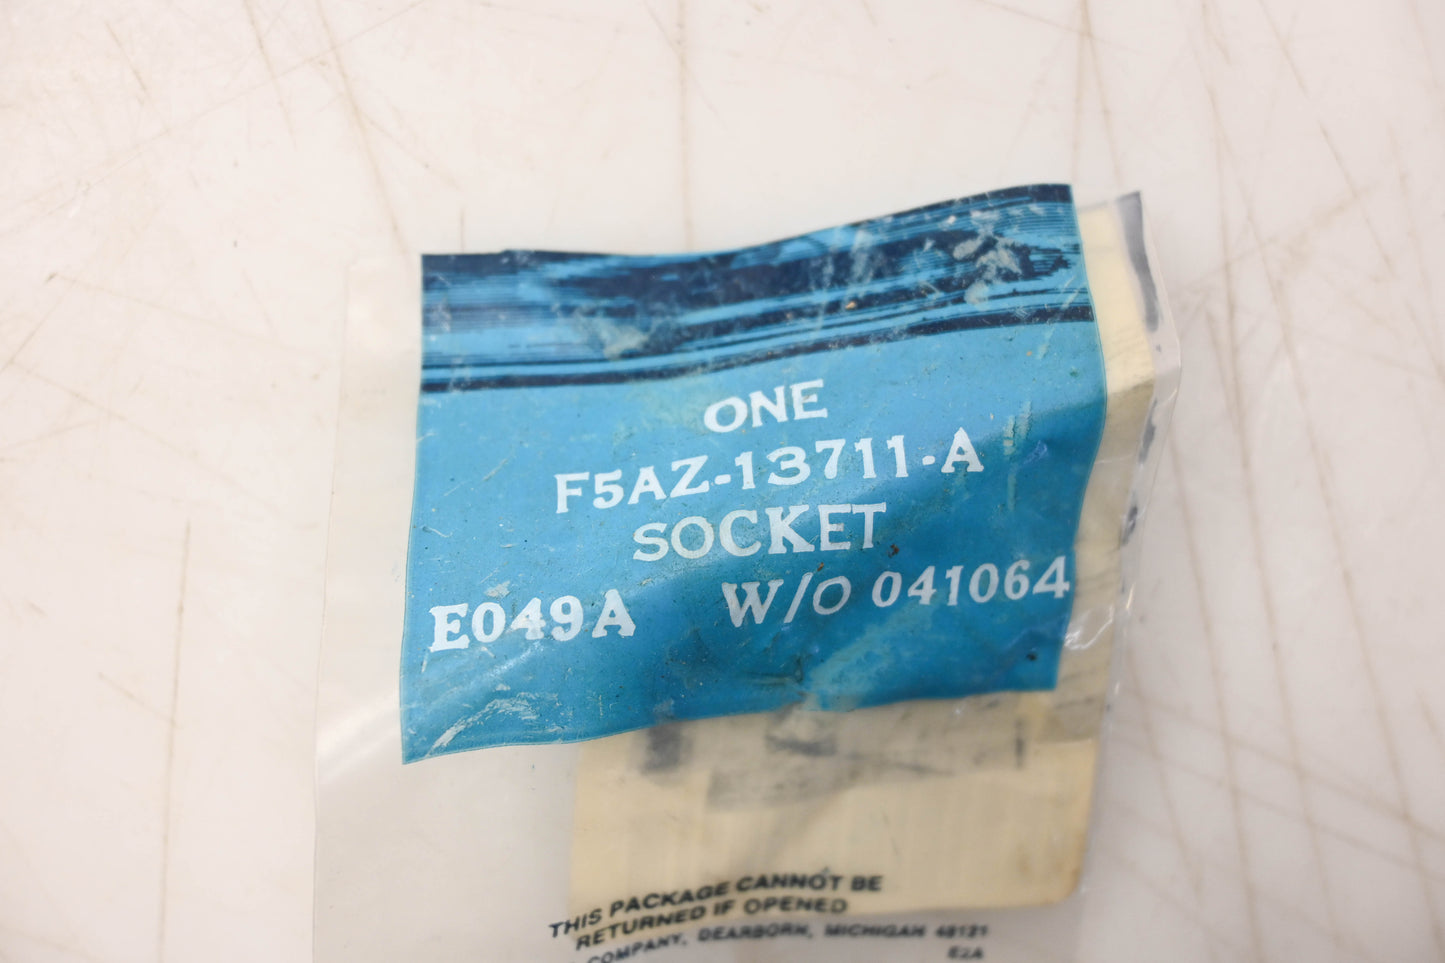 ONE
F5AZ-13711-A
SOCKET
E049A W/O 041064
THIS PACKAGE CANNOT BE
RETURNED IF OPENED
COMPANY, DEARBORN, MICHIGAN 48121
E2A